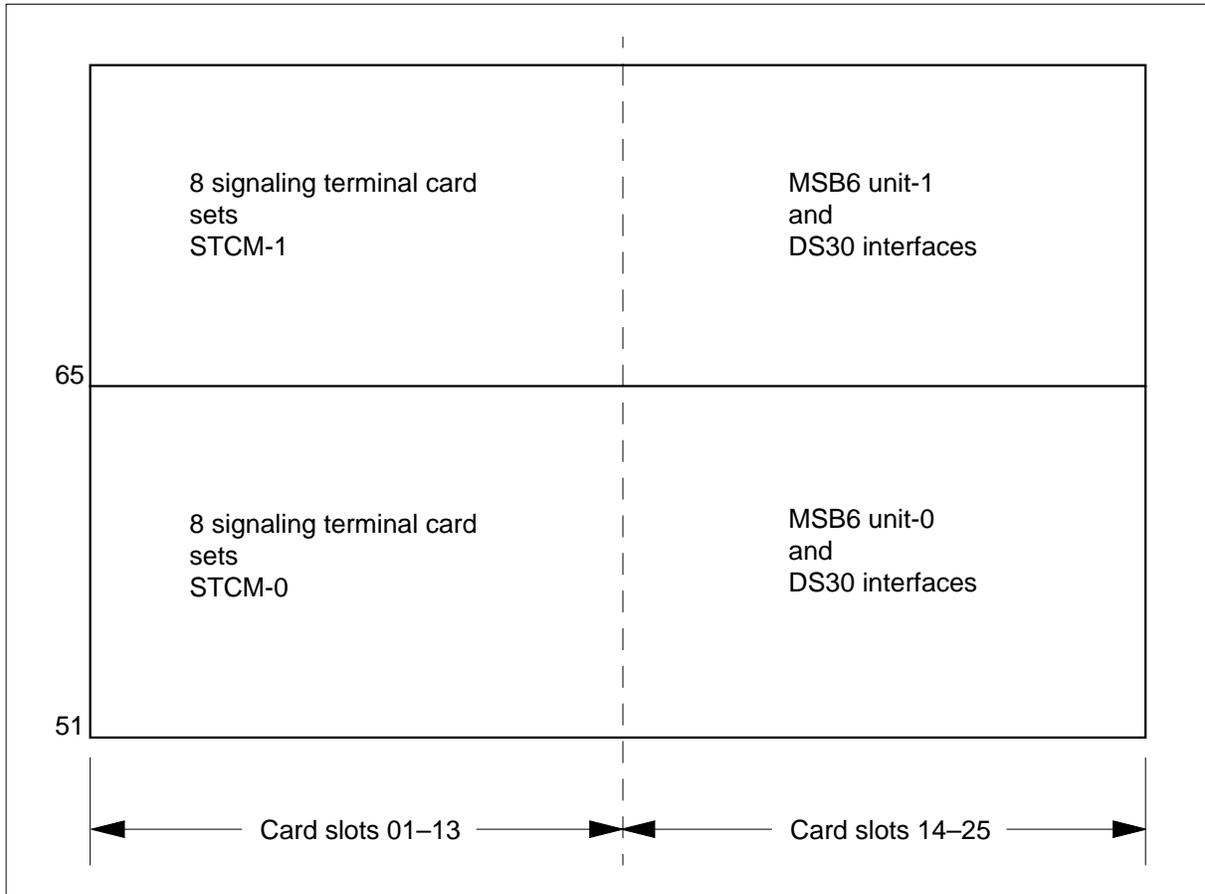 8 signaling terminal card
sets
STCM-1
MSB6 unit-1
and
DS30 interfaces
65
8 signaling terminal card
sets
STCM-0
MSB6 unit-0
and
DS30 interfaces
51
Card slots 01–13
Card slots 14–25